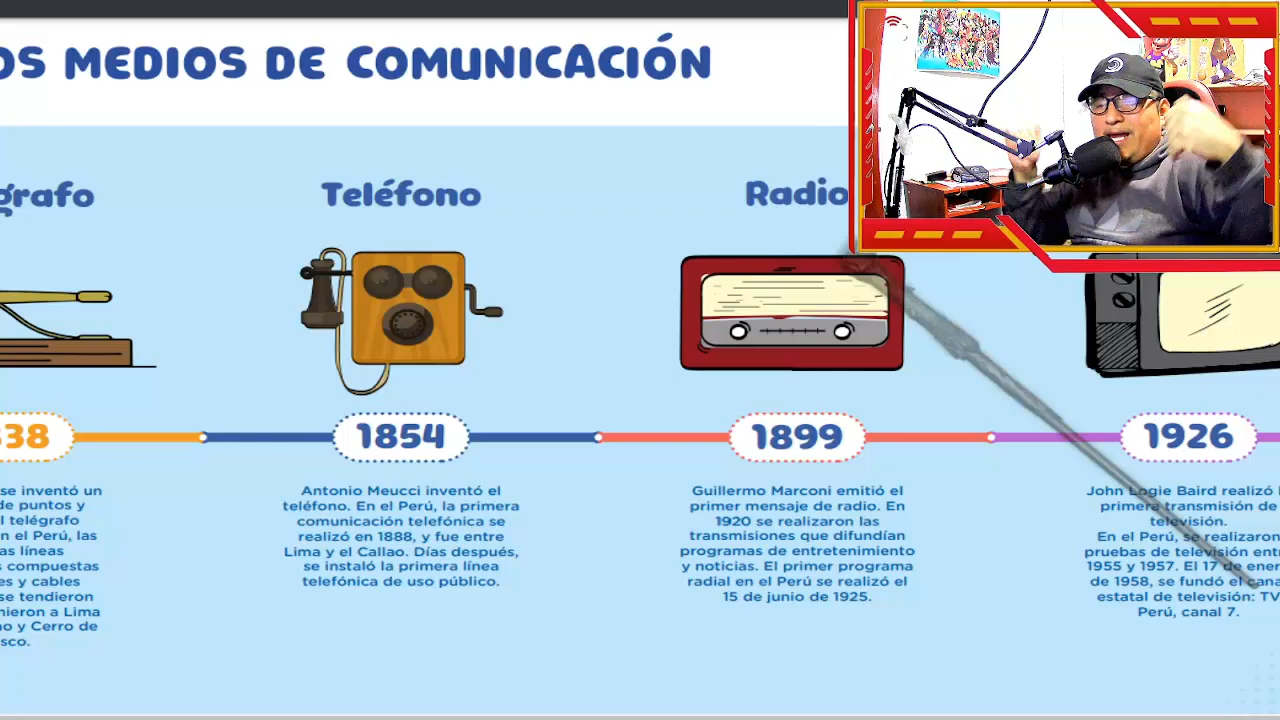 OS MEDIOS DE COMUNICACIÓN
grafo
Teléfono
Radio
38
1854
1899
1926
se inventó un
de puntos y
l telégrafo
n el Perú, las
as líneas
compuestas
es y cables
se tendieron
nieron a Lima
no y Cerro de
sco.
Antonio Meucci inventó el
teléfono. En el Perú, la primera
comunicación telefónica se
realizó en 1888, y fue entre
Lima y el Callao. Días después,
se instaló la primera línea
telefónica de uso público.
Guillermo Marconi emitió el
primer mensaje de radio. En
1920 se realizaron las
transmisiones que difundían
programas de entretenimiento
y noticias. El primer programa
radial en el Perú se realizó el
15 de junio de 1925.
John Logie Baird realizó
primera transmisión de
televisión.
En el Perú, se realizaron
pruebas de televisión ent
1955 y 1957. El 17 de ener
de 1958, se fundó el cana
estatal de televisión: TV
Perú, canal 7.